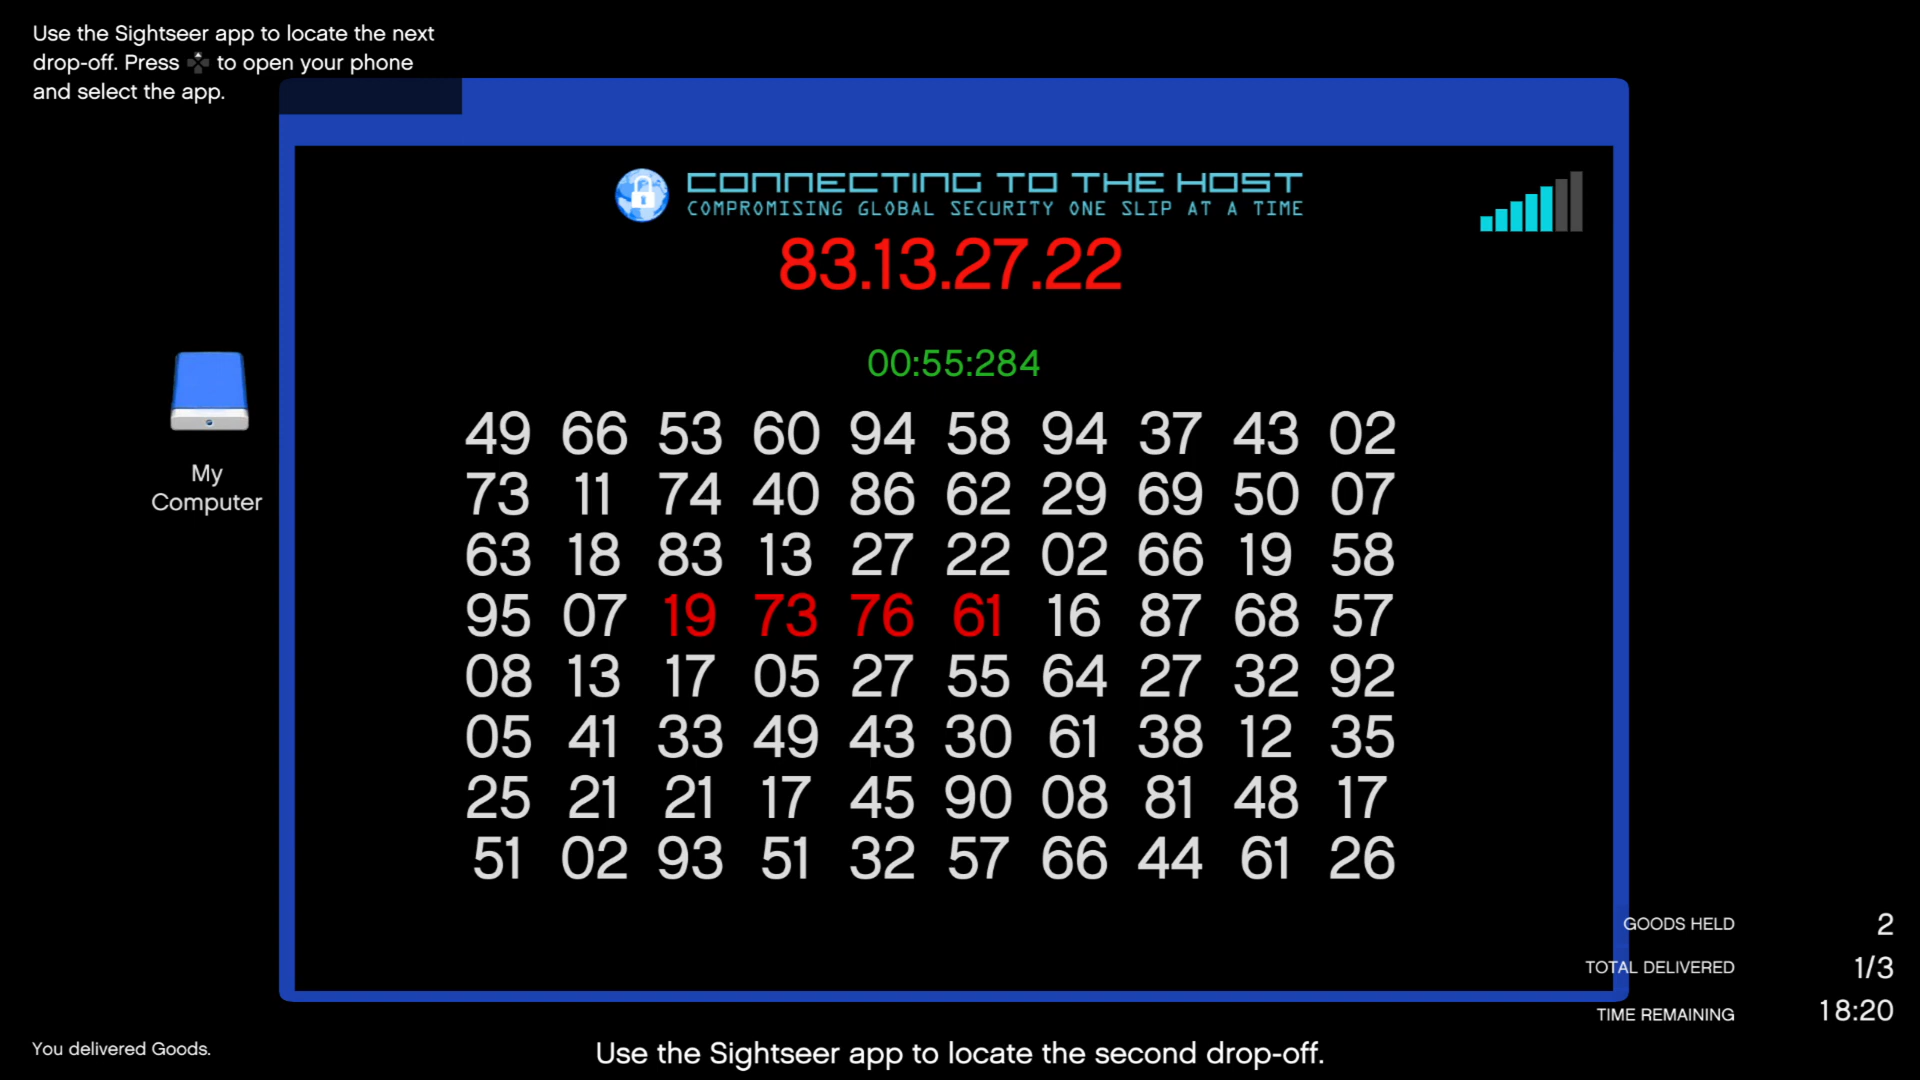 Use the Sightseer app to locate the next
drop-off. Press to open your phone
and select the app.
CONNECTING TO THE HOST
COMPROMISING GLOBAL SECURITY ONE SLIP AT A TIME
83.13.27.22
00:55:284
49 66 53 60 94 58 94 37 43 02
73 11 74 40 86 62 29 69 50 07
63 18 83 13 27 22 02 66 19 58
95 07 19 73 76 61 16 87 68 57
08 13 17 05 27 55 64 27 32 92
05 41 33 49 43 30 61 38 12 35
25 21 21 17 45 90 08 81 48 17
51 02 93 51 32 57 66 44 61 26
My
Computer
GOODS HELD 2
TOTAL DELIVERED 1/3
TIME REMAINING 18:20
You delivered Goods.
Use the Sightseer app to locate the second drop-off.